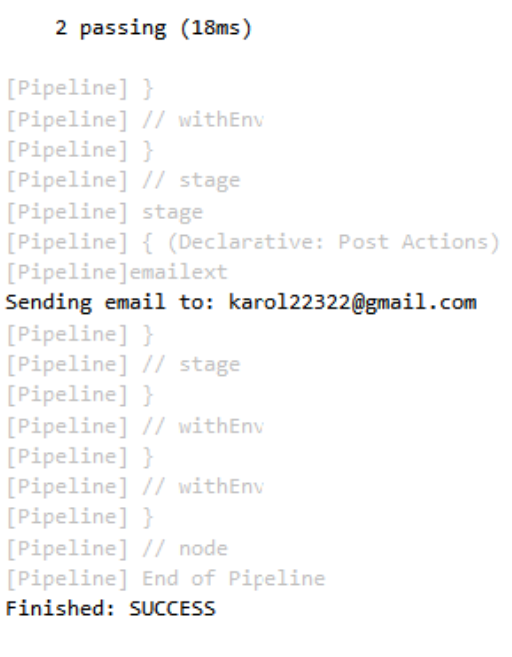 2 passing (18ms)
[Pipeline] }
[Pipeline] // withEnv
[Pipeline] }
[Pipeline] // stage
[Pipeline] stage
[Pipeline] { (Declarative: Post Actions)
[Pipeline]emailext
Sending email to: karol22322@gmail.com
[Pipeline] }
[Pipeline] // stage
[Pipeline] }
[Pipeline] // withEnv
[Pipeline] }
[Pipeline] // withEnv
[Pipeline] }
[Pipeline] // node
[Pipeline] End of Pipeline
Finished: SUCCESS